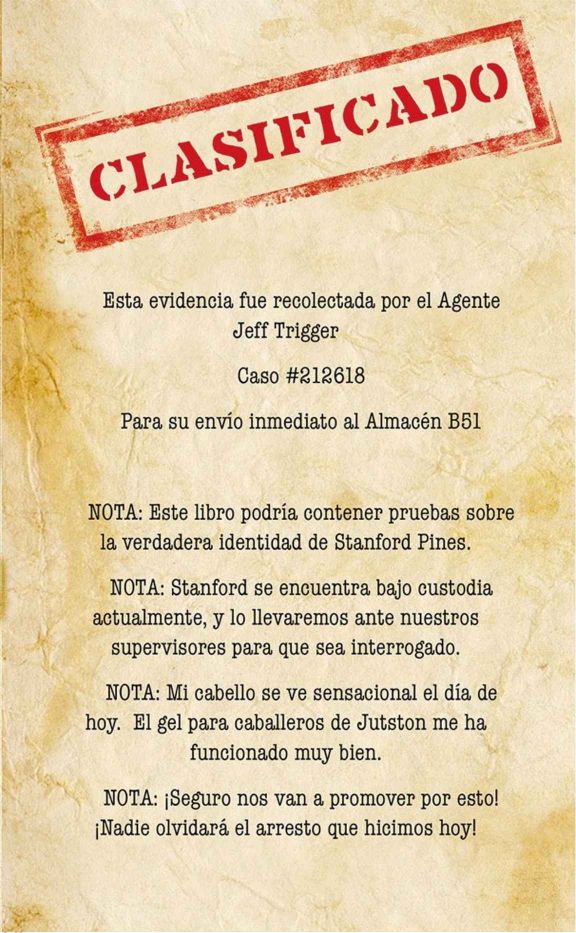 CLASIFICADO
Esta evidencia fue recolectada por el Agente
Jeff Trigger
Caso #212618
Para su envío inmediato al Almacén B51
NOTA: Este libro podría contener pruebas sobre
la verdadera identidad de Stanford Pines.
NOTA: Stanford se encuentra bajo custodia
actualmente, y lo llevaremos ante nuestros
supervisores para que sea interrogado.
NOTA: Mi cabello se ve sensacional el día de
hoy. El gel para caballeros de Jutston me ha
funcionado muy bien.
NOTA: ¡Seguro nos van a promover por esto!
¡Nadie olvidará el arresto que hicimos hoy!